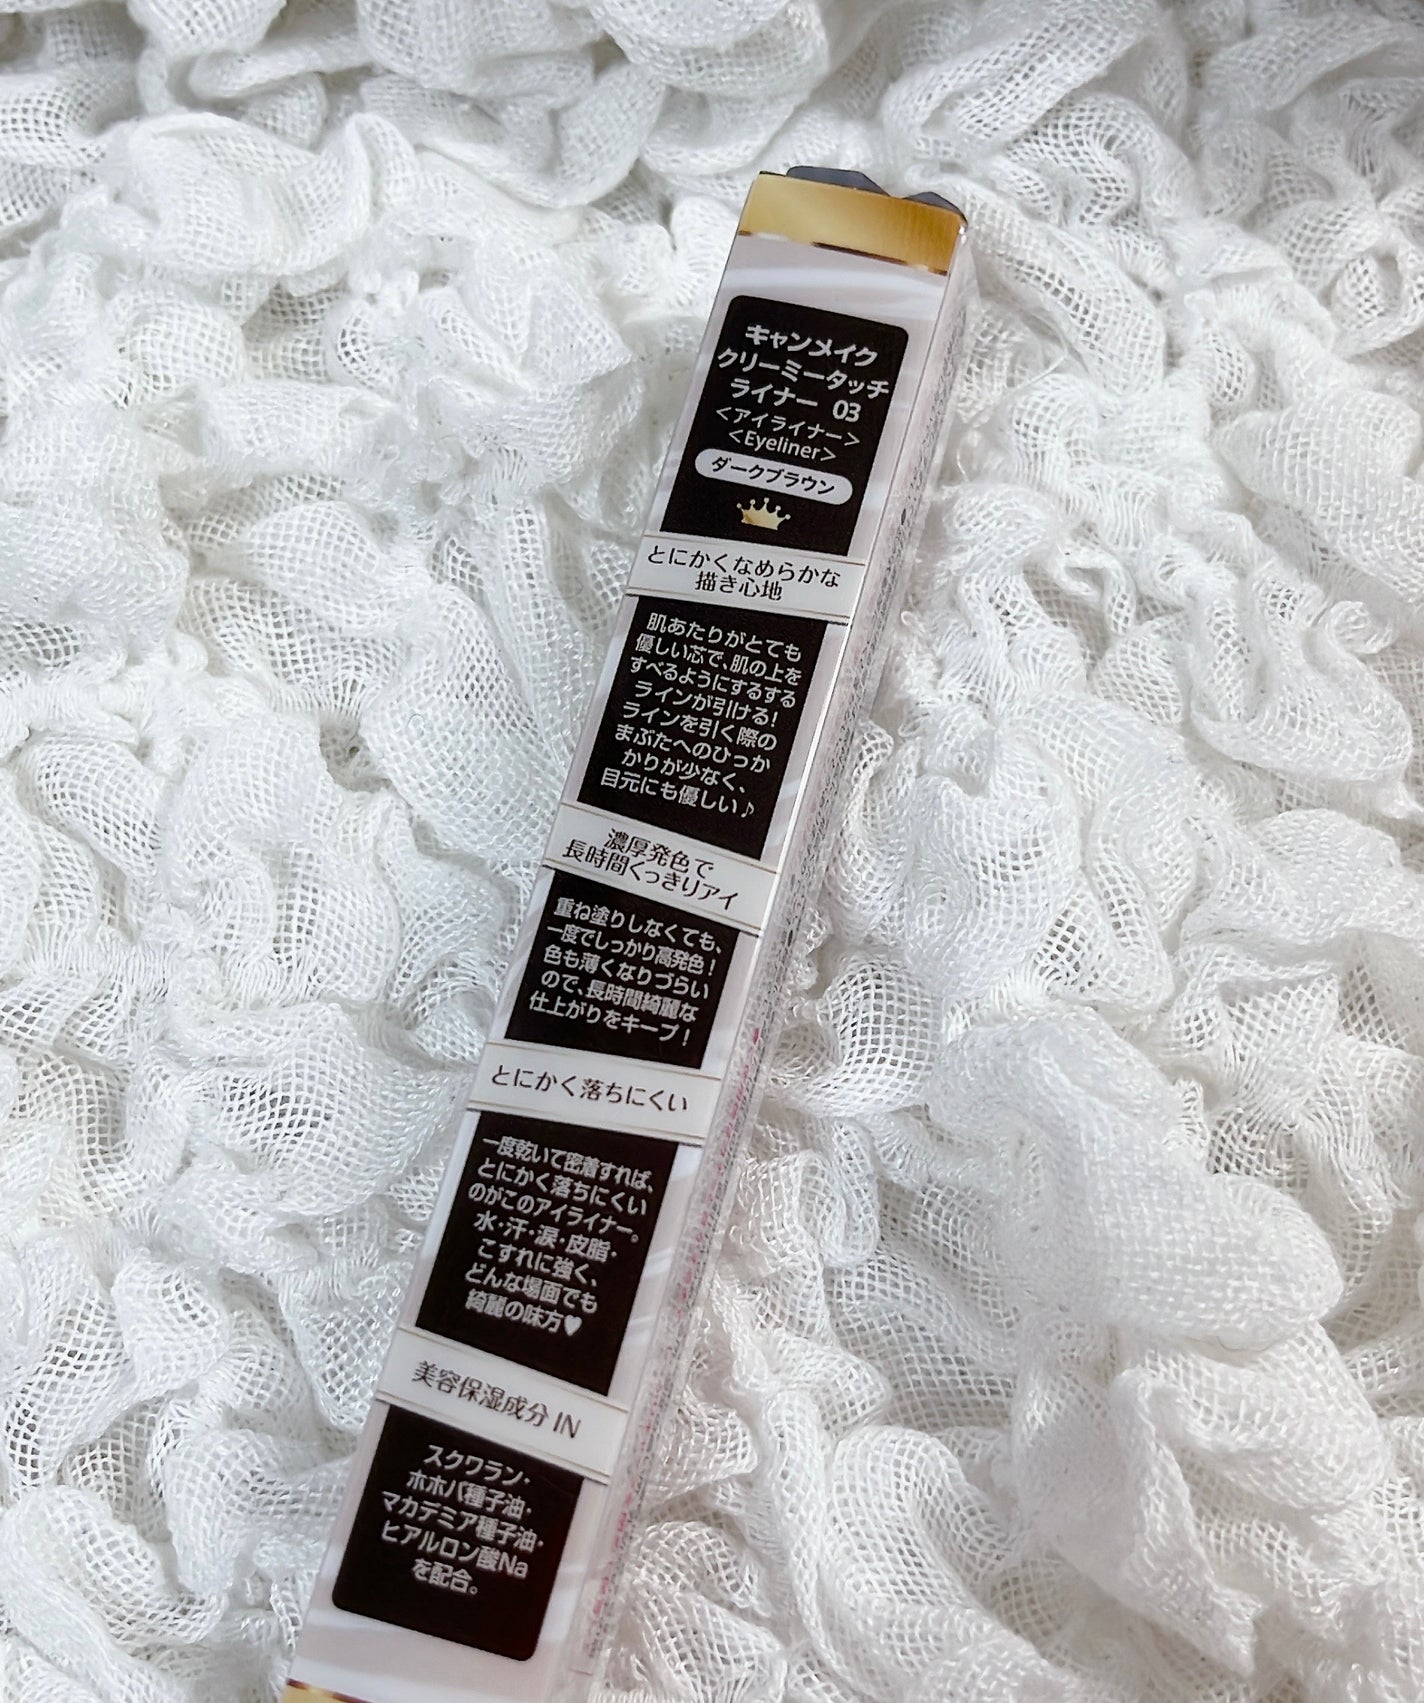 キャンメイク
クリーミータッチ
ライナー 03
<アイライナー>
<Eyeliner>
ダークブラウン
とにかくなめらかな
描き心地
肌あたりがとても
優しい芯で、肌の上を
すべるようにするする
ラインが引ける!
ラインを引く際の
まぶたへのひっか
かりが少なく、
目元にも優しい♪
濃厚発色で
長時間くっきりアイ
重ね塗りしなくても、
一度でしっかり高発色!
色も薄くなりづらい
ので、長時間綺麗な
仕上がりをキープ!
とにかく落ちにくい
一度乾いて密着すれば、
とにかく落ちにくい
のがこのアイライナー。
水・汗・涙・皮脂・
こすれに強く、
どんな場面でも
綺麗の味方♥
美容保湿成分 IN
スクワラン・
ホホバ種子油・
マカデミア種子油・
ヒアルロン酸Na
を配合。